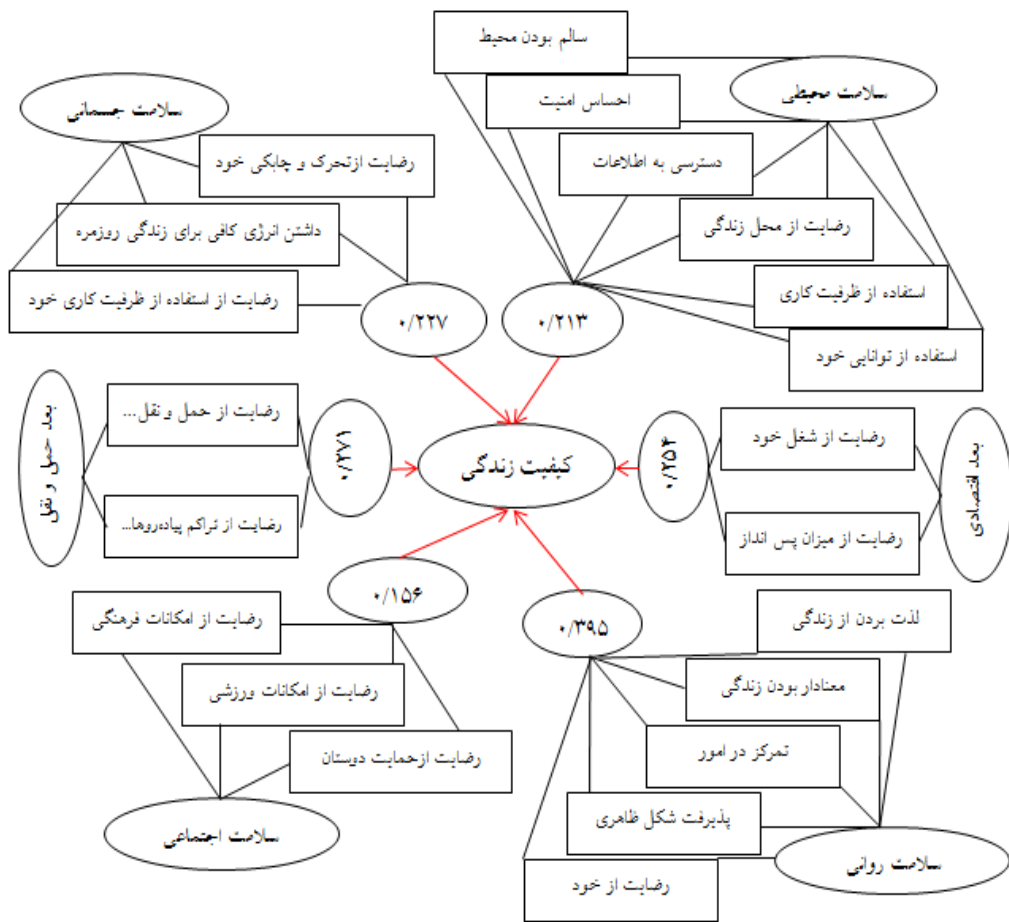 سالم بودن محیط
سلامت محیطی
احساس امنیت
سلامت جسمانی
دسترسی به اطلاعات
رضایت ازتحرک و چابکی خود
رضایت از محل زندگی
داشتن انرژی کافی برای زندگی روزمره
استفاده از ظرفیت کاری
رضایت از استفاده از ظرفیت کاری خود
۰/۲۱۳
۰/۲۲۷
استفاده از توانایی خود
رضایت از شغل خود
رضایت از حمل و نقل...
بعد اقتصادی
۰/۲۵۴
کیفیت زندگی
۰/۲۷۱
بعد حمل و نقل
رضایت از میزان پس انداز
رضایت از تراکم پیاده‌روها...
۰/۱۵۶
لذت بردن از زندگی
۰/۳۹۵
رضایت از امکانات فرهنگی
معنادار بودن زندگی
رضایت از امکانات ورزشی
تمرکز در امور
رضایت ازحمایت دوستان
پذیرفت شکل ظاهری
سلامت اجتماعی
سلامت روانی
رضایت از خود